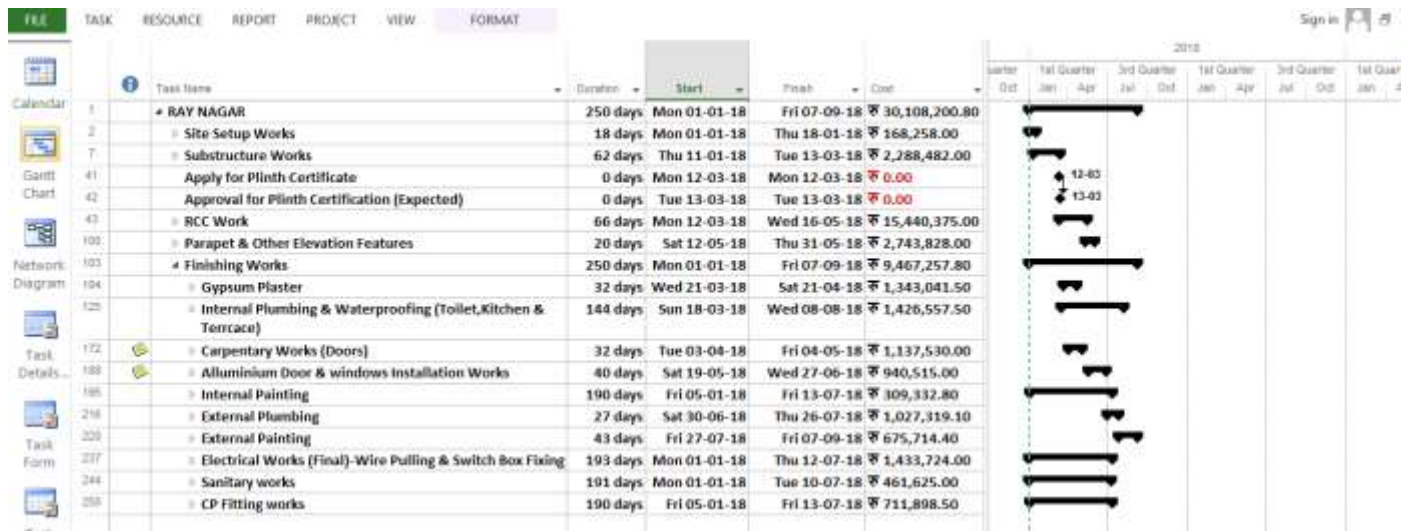 FILE TASK RESOURCE REPORT PROJECT VIEW FORMAT Sign in
2018
Quarter 1st Quarter 3rd Quarter 1st Quarter 3rd Quarter 1st Quar
Task Name Duration Start Finish Cost Oct Jan Apr Jul Oct Jan Apr Jul Oct Jan
Calendar
Gantt Chart
Network Diagram
Task Details...
Task Form
1 RAY NAGAR 250 days Mon 01-01-18 Fri 07-09-18 ₹ 30,108,200.80
2 Site Setup Works 18 days Mon 01-01-18 Thu 18-01-18 ₹ 168,258.00
7 Substructure Works 62 days Thu 11-01-18 Tue 13-03-18 ₹ 2,288,482.00
41 Apply for Plinth Certificate 0 days Mon 12-03-18 Mon 12-03-18 ₹ 0.00 12-03
42 Approval for Plinth Certification (Expected) 0 days Tue 13-03-18 Tue 13-03-18 ₹ 0.00 13-03
43 RCC Work 66 days Mon 12-03-18 Wed 16-05-18 ₹ 15,440,375.00
100 Parapet & Other Elevation Features 20 days Sat 12-05-18 Thu 31-05-18 ₹ 2,743,828.00
103 Finishing Works 250 days Mon 01-01-18 Fri 07-09-18 ₹ 9,467,257.80
104 Gypsum Plaster 32 days Wed 21-03-18 Sat 21-04-18 ₹ 1,343,041.50
125 Internal Plumbing & Waterproofing (Toilet,Kitchen & 144 days Sun 18-03-18 Wed 08-08-18 ₹ 1,426,557.50
Terrcace)
172 Carpentary Works (Doors) 32 days Tue 03-04-18 Fri 04-05-18 ₹ 1,137,530.00
188 Alluminium Door & windows Installation Works 40 days Sat 19-05-18 Wed 27-06-18 ₹ 940,515.00
Internal Painting 190 days Fri 05-01-18 Fri 13-07-18 ₹ 309,332.80
External Plumbing 27 days Sat 30-06-18 Thu 26-07-18 ₹ 1,027,319.10
External Painting 43 days Fri 27-07-18 Fri 07-09-18 ₹ 675,714.40
237 Electrical Works (Final)-Wire Pulling & Switch Box Fixing 193 days Mon 01-01-18 Thu 12-07-18 ₹ 1,433,724.00
244 Sanitary works 191 days Mon 01-01-18 Tue 10-07-18 ₹ 461,625.00
CP Fitting works 190 days Fri 05-01-18 Fri 13-07-18 ₹ 711,898.50